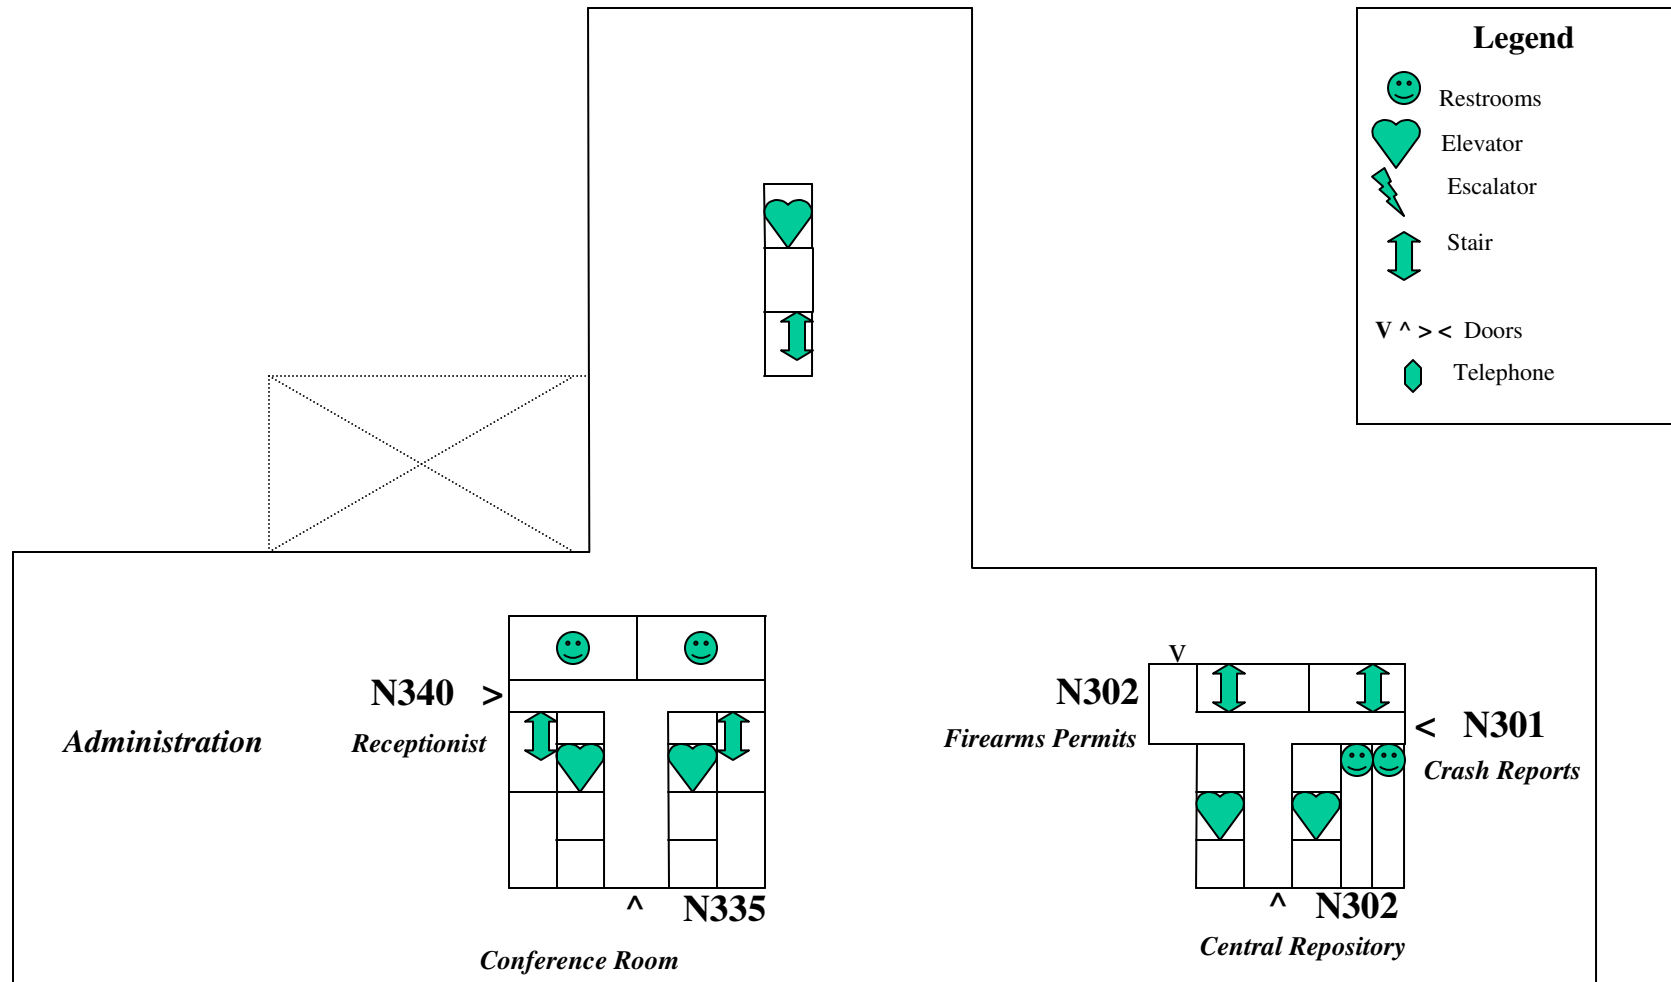 Legend
Restrooms
Elevator
Escalator
Stair
V ^ > < Doors
Telephone
V
N340 >
Receptionist
Administration
N302
Firearms Permits
< N301
Crash Reports
^ N335
Conference Room
^ N302
Central Repository